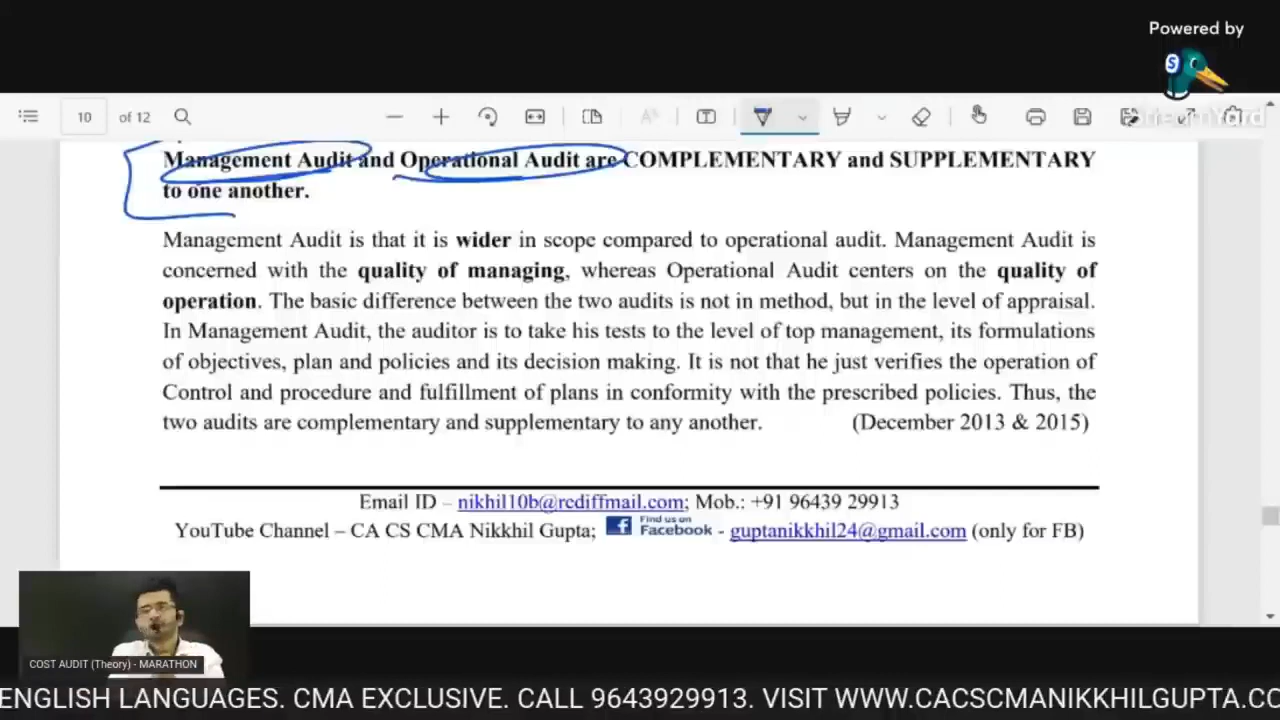 Powered by
10
of 12
Management Audit and Operational Audit are COMPLEMENTARY and SUPPLEMENTARY
to one another.
Management Audit is that it is wider in scope compared to operational audit. Management Audit is
concerned with the quality of managing, whereas Operational Audit centers on the quality of
operation. The basic difference between the two audits is not in method, but in the level of appraisal.
In Management Audit, the auditor is to take his tests to the level of top management, its formulations
of objectives, plan and policies and its decision making. It is not that he just verifies the operation of
Control and procedure and fulfillment of plans in conformity with the prescribed policies. Thus, the
two audits are complementary and supplementary to any another. (December 2013 & 2015)
Email ID – nikhil10b@rediffmail.com; Mob.: +91 96439 29913
YouTube Channel – CA CS CMA Nikkhil Gupta; Find us on Facebook - guptanikkhil24@gmail.com (only for FB)
COST AUDIT (Theory) - MARATHON
ENGLISH LANGUAGES. CMA EXCLUSIVE. CALL 9643929913. VISIT WWW.CACSCMANIKKHILGUPTA.CO